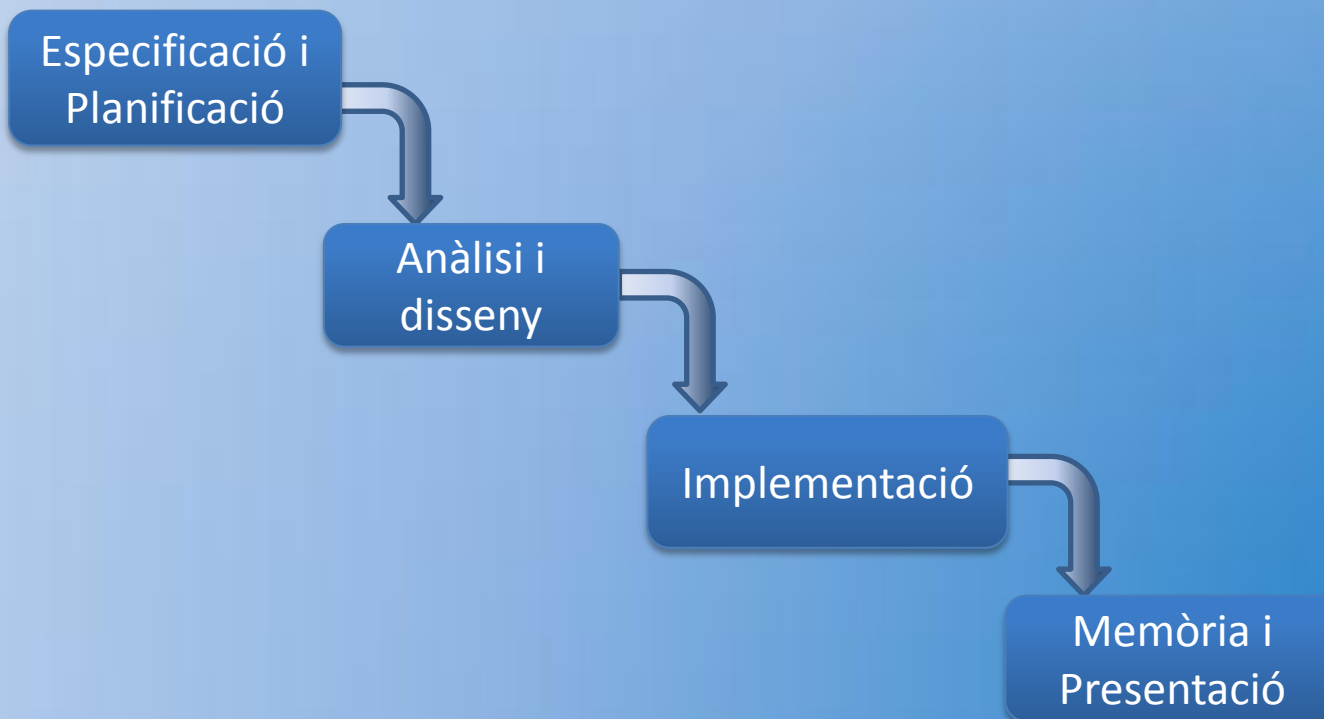 Especificació i
Planificació
Anàlisi i
disseny
Implementació
Memòria i
Presentació